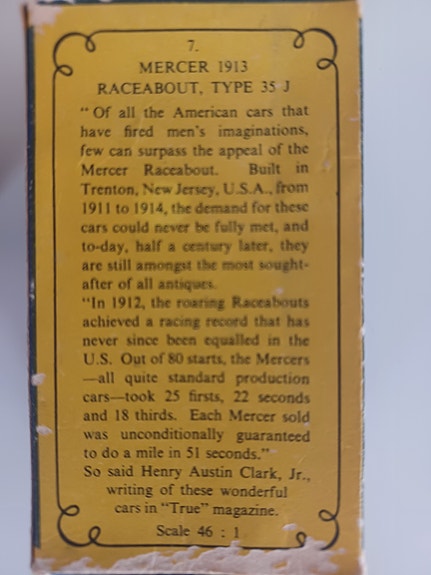 7.
MERCER 1913
RACEABOUT, TYPE 35 J
"Of all the American cars that
have fired men's imaginations,
few can surpass the appeal of the
Mercer Raceabout. Built in
Trenton, New Jersey, U.S.A., from
1911 to 1914, the demand for these
cars could never be fully met, and
to-day, half a century later, they
are still amongst the most sought-
after of all antiques.
"In 1912, the roaring Raceabouts
achieved a racing record that has
never since been equalled in the
U.S. Out of 80 starts, the Mercers
—all quite standard production
cars—took 25 firsts, 22 seconds
and 18 thirds. Each Mercer sold
was unconditionally guaranteed
to do a mile in 51 seconds."
So said Henry Austin Clark, Jr.,
writing of these wonderful
cars in "True" magazine.
Scale 46 : 1